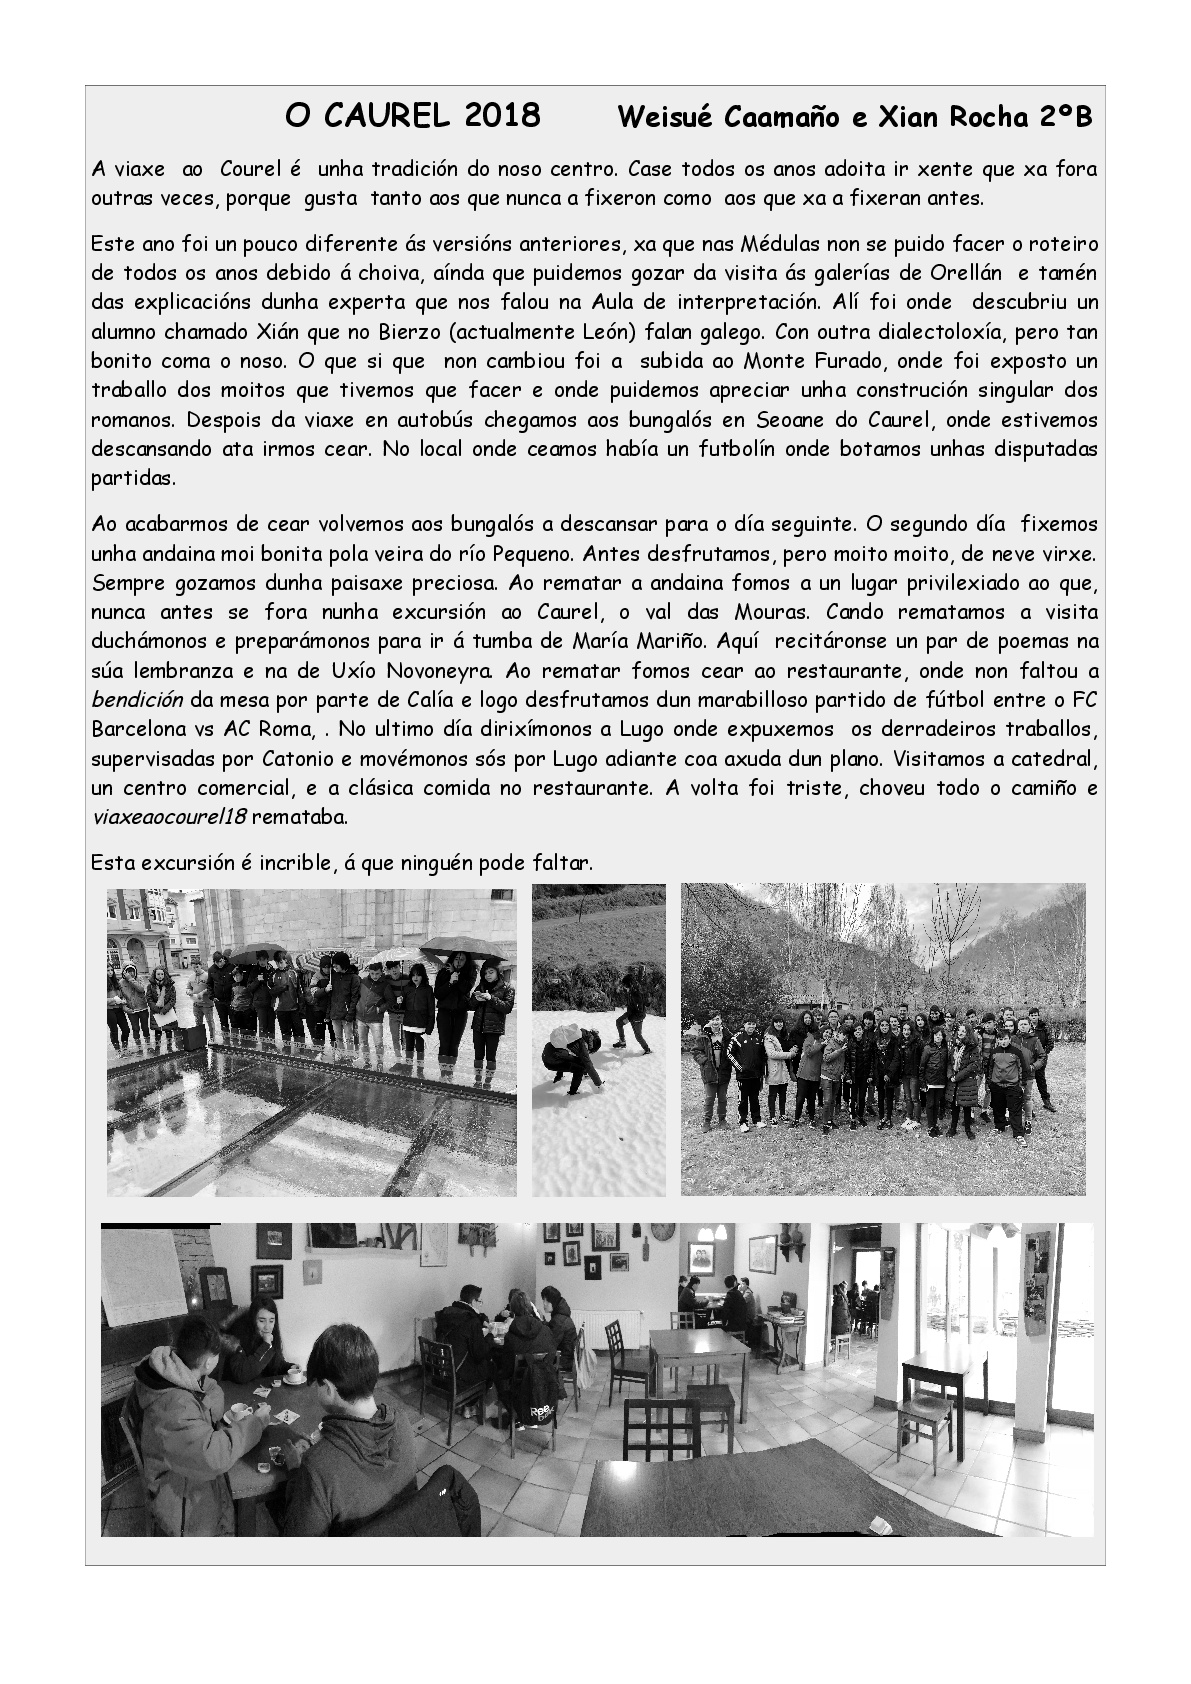 O CAUREL 2018 Weisué Caamaño e Xian Rocha 2ºB
A viaxe ao Courel é unha tradición do noso centro. Case todos os anos adoita ir xente que xa fora
outras veces, porque gusta tanto aos que nunca a fixeron como aos que xa a fixeran antes.
Este ano foi un pouco diferente ás versións anteriores, xa que nas Médulas non se puido facer o roteiro
de todos os anos debido á choiva, aínda que puidemos gozar da visita ás galerías de Orellán e tamén
das explicacións dunha experta que nos falou na Aula de interpretación. Alí foi onde descubriu un
alumno chamado Xián que no Bierzo (actualmente León) falan galego. Con outra dialectoloxía, pero tan
bonito coma o noso. O que si que non cambiou foi a subida ao Monte Furado, onde foi exposto un
traballo dos moitos que tivemos que facer e onde puidemos apreciar unha construción singular dos
romanos. Despois da viaxe en autobús chegamos aos bungalós en Seoane do Caurel, onde estivemos
descansando ata irmos cear. No local onde ceamos había un futbolín onde botamos unhas disputadas
partidas.
Ao acabarmos de cear volvemos aos bungalós a descansar para o día seguinte. O segundo día fixemos
unha andaina moi bonita pola veira do río Pequeno. Antes desfrutamos, pero moito moito, de neve virxe.
Sempre gozamos dunha paisaxe preciosa. Ao rematar a andaina fomos a un lugar privilexiado ao que,
nunca antes se fora nunha excursión ao Caurel, o val das Mouras. Cando rematamos a visita
duchámonos e preparámonos para ir á tumba de María Mariño. Aquí recitáronse un par de poemas na
súa lembranza e na de Uxío Novoneyra. Ao rematar fomos cear ao restaurante, onde non faltou a
bendición da mesa por parte de Calía e logo desfrutamos dun marabilloso partido de fútbol entre o FC
Barcelona vs AC Roma, . No ultimo día dirixímonos a Lugo onde expuxemos os derradeiros traballos,
supervisadas por Catonio e movémonos sós por Lugo adiante coa axuda dun plano. Visitamos a catedral,
un centro comercial, e a clásica comida no restaurante. A volta foi triste, choveu todo o camiño e
viaxeaocourel18 remataba.
Esta excursión é incrible, á que ninguén pode faltar.